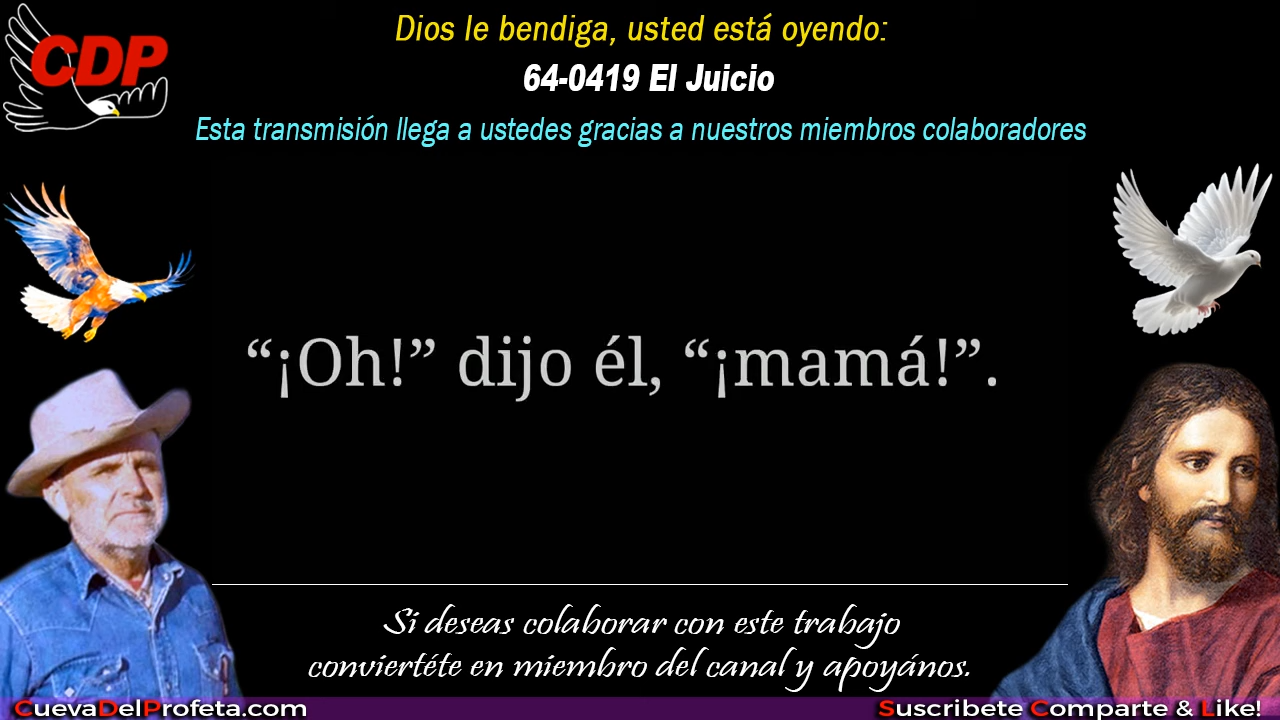 CDP
Dios le bendiga, usted está oyendo:
64-0419 El Juicio
Esta transmisión llega a ustedes gracias a nuestros miembros colaboradores
“¡Oh!” dijo él, “¡mamá!”.
Si deseas colaborar con este trabajo
conviertéte en miembro del canal y apoyános.
CuevaDelProfeta.com
Suscribete Comparte & Like!